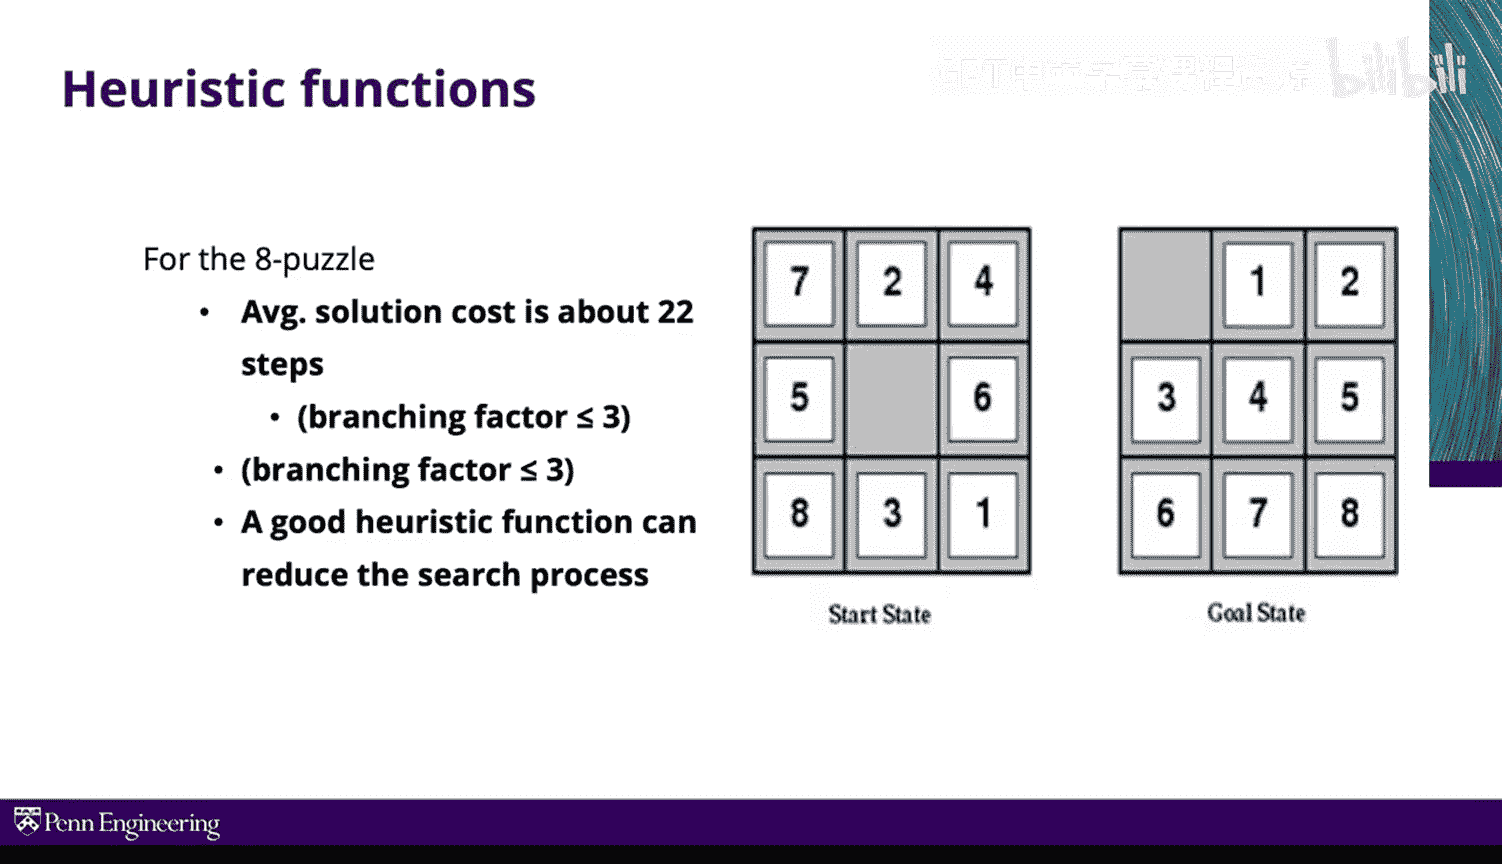 Heuristic functions
bilibili
For the 8-puzzle
• Avg. solution cost is about 22
steps
• (branching factor ≤ 3)
• (branching factor ≤ 3)
• A good heuristic function can
reduce the search process
7 2 4
5 6
8 3 1
Start State
1 2
3 4 5
6 7 8
Goal State
Penn Engineering